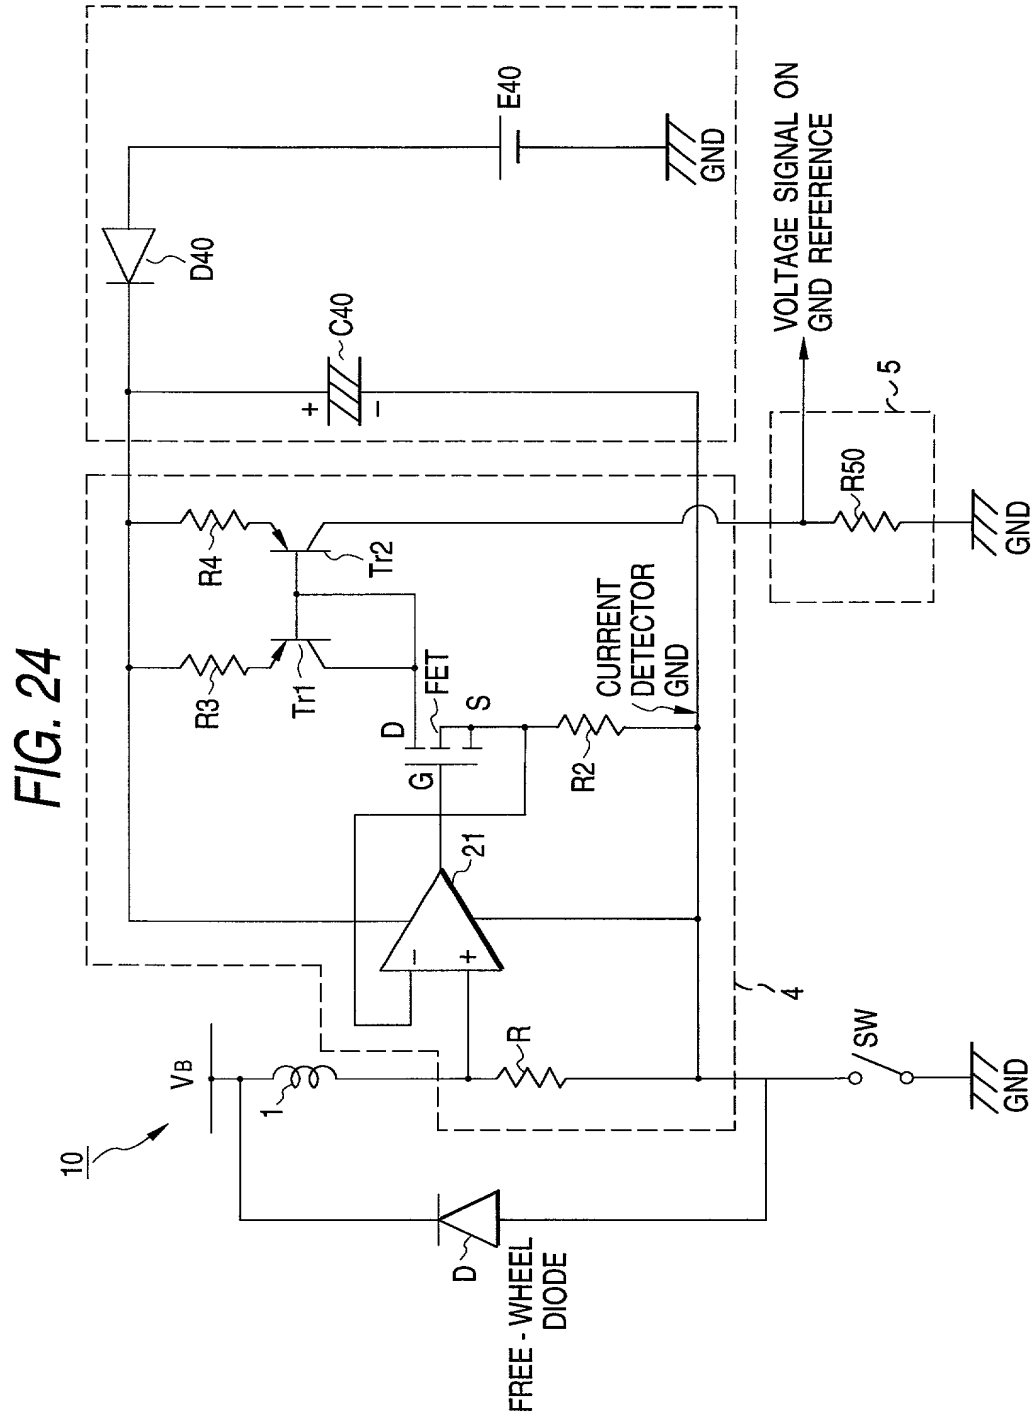 FIG. 24
10
VB
1
R
D
FREE - WHEEL
DIODE
SW
GND
4
21
-
+
G
D
S
FET
R2
CURRENT
DETECTOR
GND
R3
R4
Tr1
Tr2
D40
+
-
C40
E40
GND
5
R50
GND
VOLTAGE SIGNAL ON
GND REFERENCE